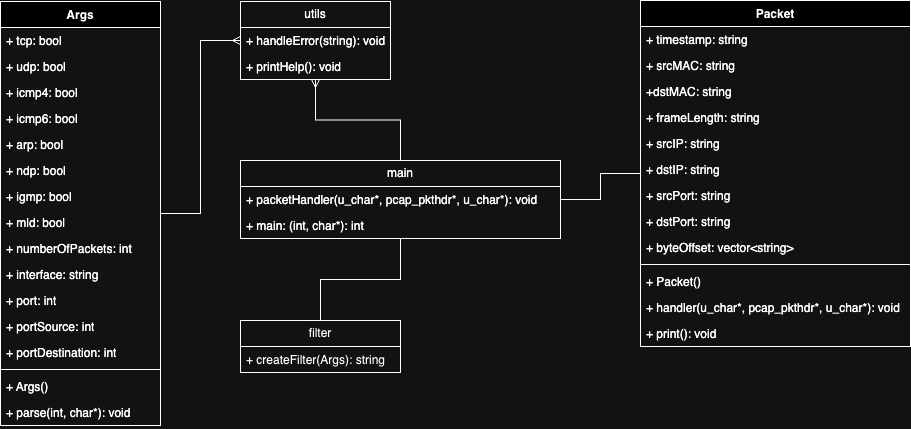 Args
+ tcp: bool
+ udp: bool
+ icmp4: bool
+ icmp6: bool
+ arp: bool
+ ndp: bool
+ igmp: bool
+ mld: bool
+ numberOfPackets: int
+ interface: string
+ port: int
+ portSource: int
+ portDestination: int
+ Args()
+ parse(int, char*): void
utils
+ handleError(string): void
+ printHelp(): void
main
+ packetHandler(u_char*, pcap_pkthdr*, u_char*): void
+ main: (int, char*): int
filter
+ createFilter(Args): string
Packet
+ timestamp: string
+ srcMAC: string
+dstMAC: string
+ frameLength: string
+ srcIP: string
+ dstIP: string
+ srcPort: string
+ dstPort: string
+ byteOffset: vector<string>
+ Packet()
+ handler(u_char*, pcap_pkthdr*, u_char*): void
+ print(): void